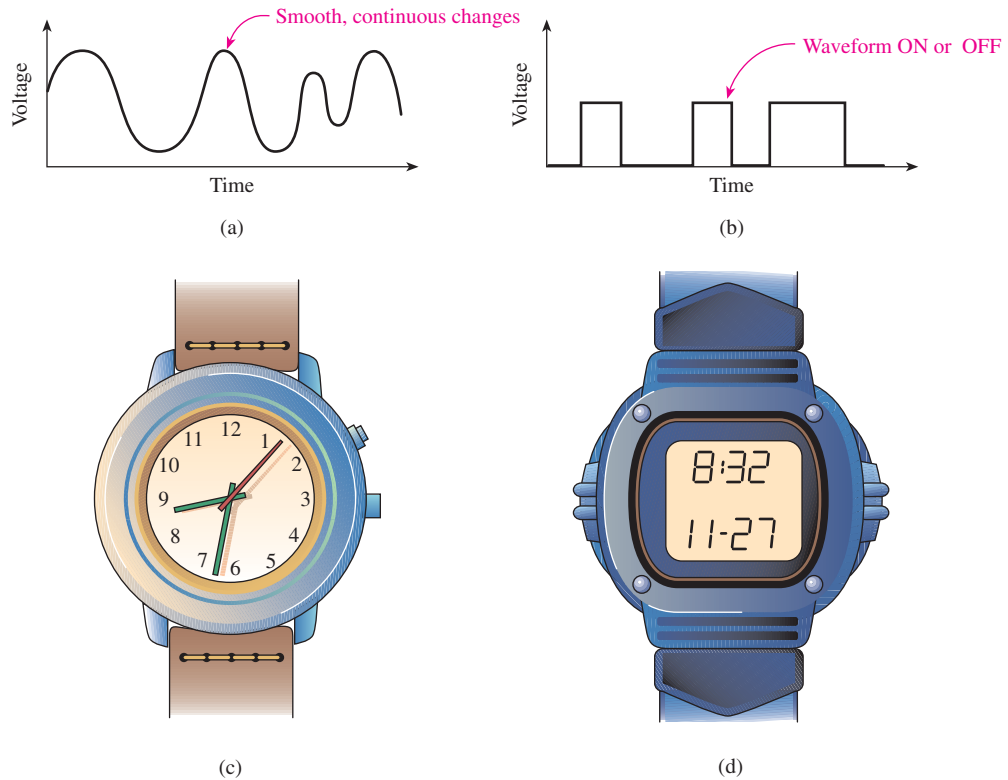 Smooth, continuous changes
Voltage
Time
(a)
Waveform ON or OFF
Voltage
Time
(b)
12
1
2
3
4
5
6
7
8
9
10
11
(c)
8:32
11-27
(d)